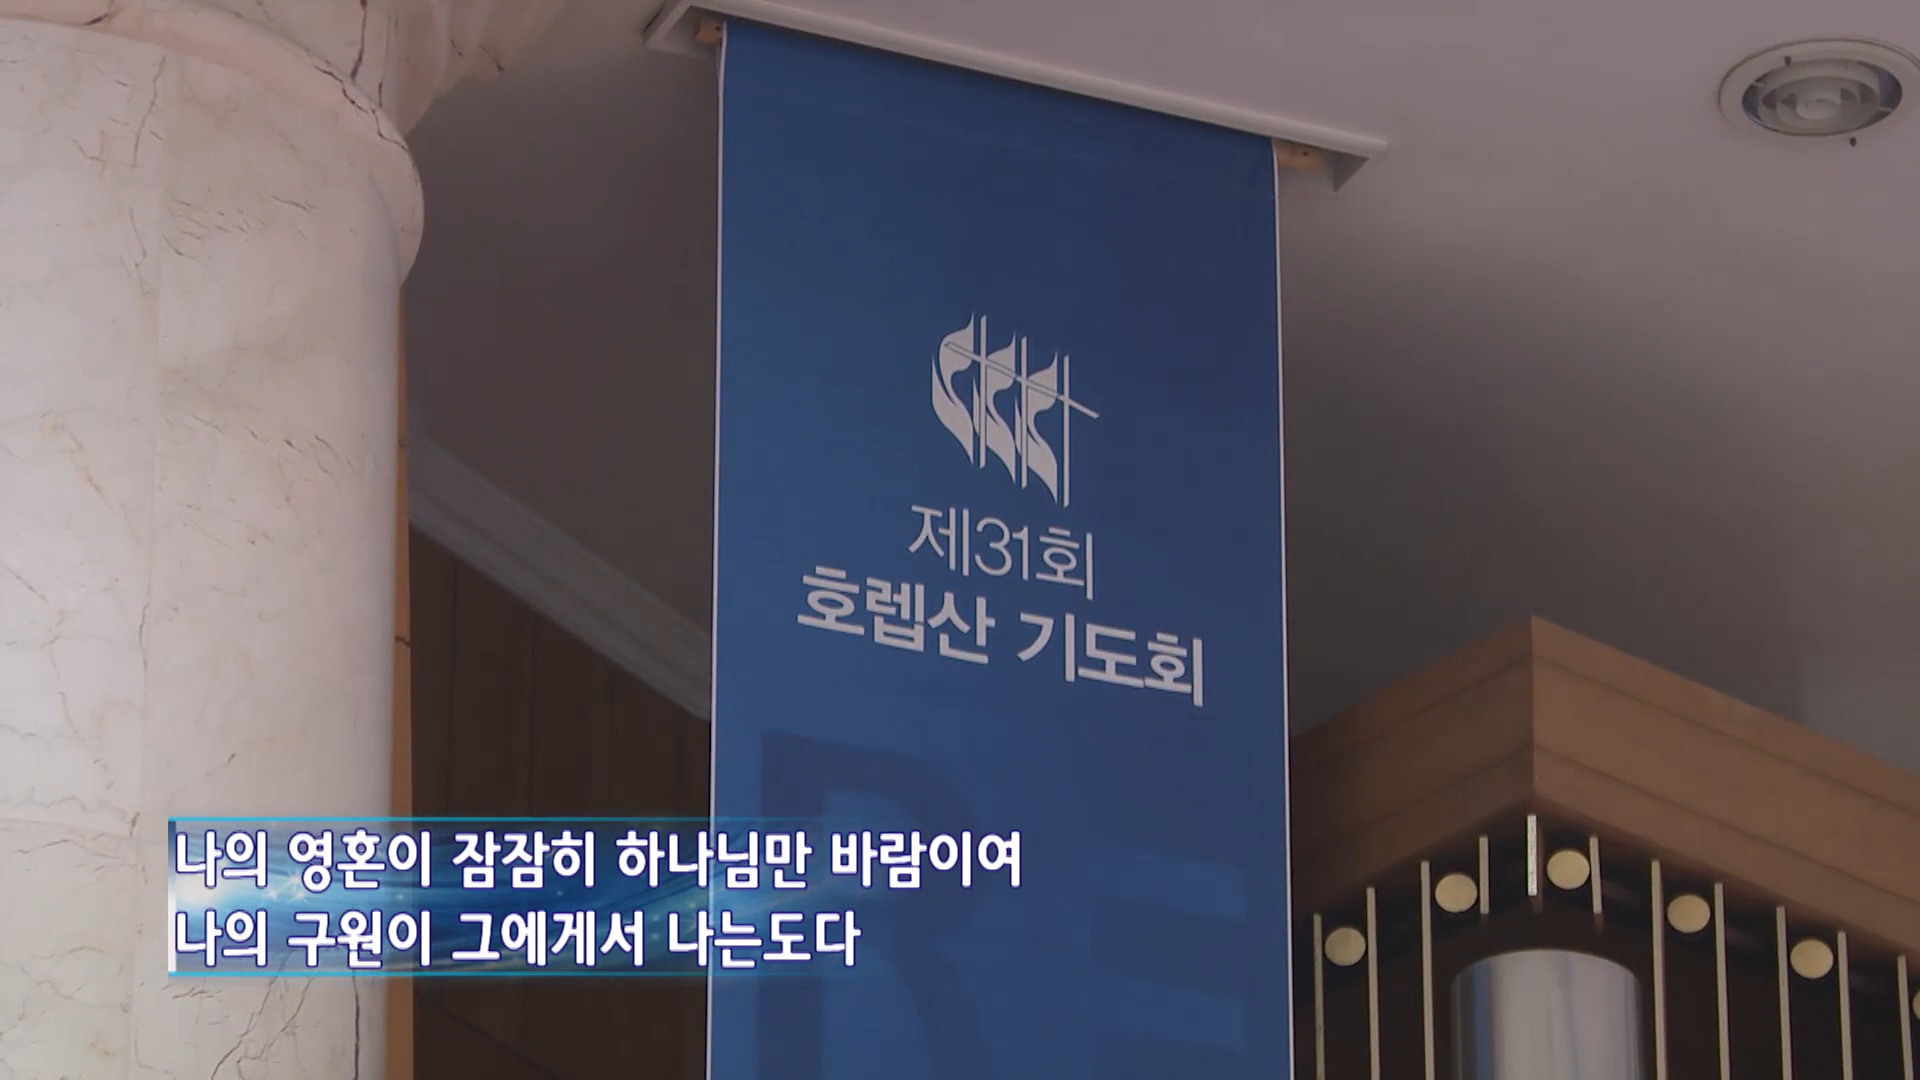 제31회
호렙산 기도회
나의 영혼이 잠잠히 하나님만 바람이여
나의 구원이 그에게서 나는도다